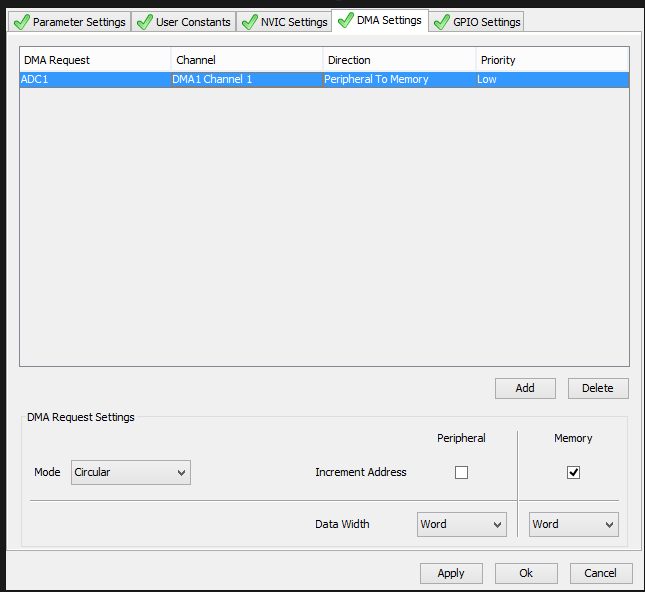 Parameter Settings User Constants NVIC Settings DMA Settings GPIO Settings
DMA Request Channel Direction Priority
ADC1 DMA1 Channel 1 Peripheral To Memory Low
Add Delete
DMA Request Settings
Peripheral Memory
Mode Circular Increment Address
Data Width Word Word
Apply Ok Cancel